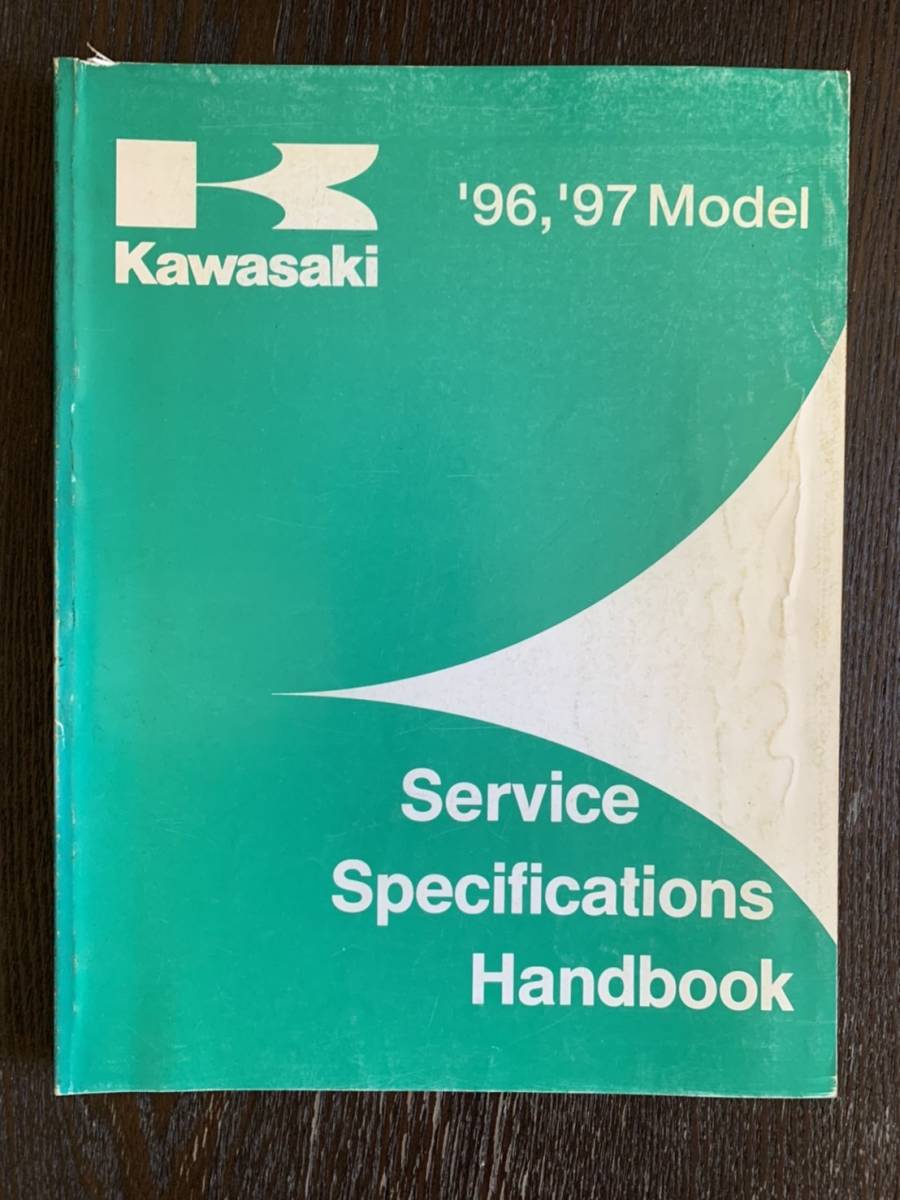 Kawasaki
'96,'97 Model
Service
Specifications
Handbook